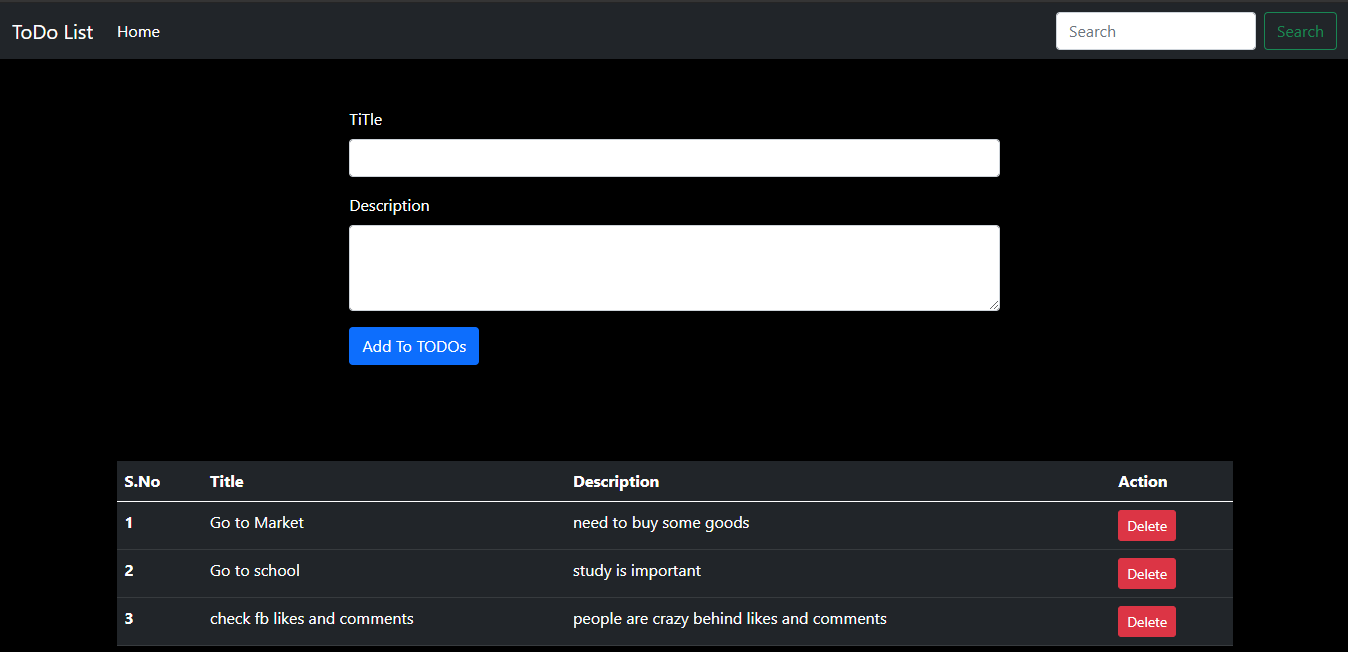 ToDo List Home Search Search
TiTle
Description
Add To TODOs
S.No Title Description Action
1 Go to Market need to buy some goods Delete
2 Go to school study is important Delete
3 check fb likes and comments people are crazy behind likes and comments Delete